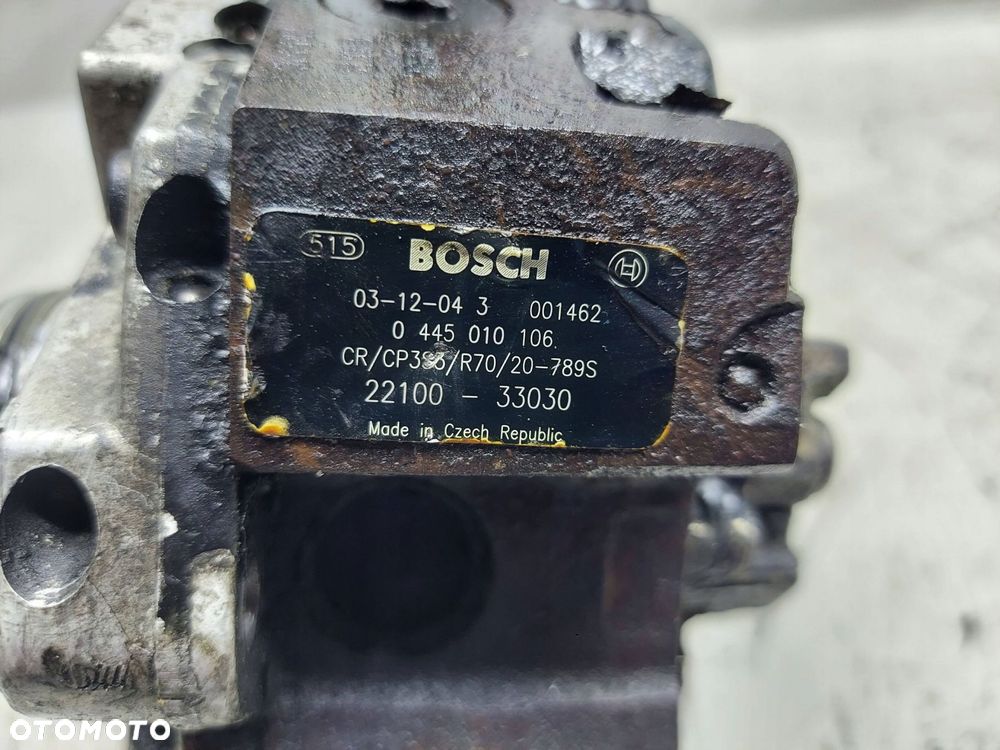 515 BOSCH H
03-12-04 3 001462
0 445 010 106
CR/CP3S3/R70/20-789S
22100 - 33030
Made in Czech Republic
OTOMOTO